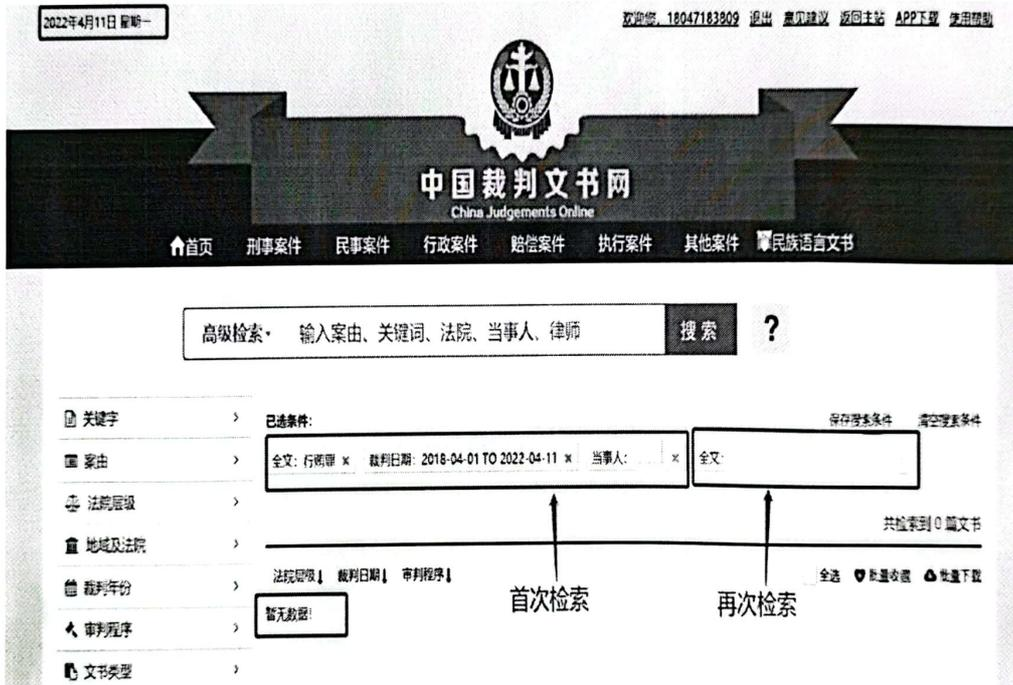 2022年4月11日 星期一
欢迎您，18047183809 退出 意见建议 返回主站 APP下载 使用帮助
中国裁判文书网
China Judgements Online
首页 刑事案件 民事案件 行政案件 赔偿案件 执行案件 其他案件 民族语言文书
高级检索 输入案由、关键词、法院、当事人、律师 搜索 ?
关键字
案由
法院层级
地域及法院
裁判年份
审判程序
文书类型
已选条件：
保存搜索条件 清空搜索条件
全文：行贿罪 × 裁判日期：2018-04-01 TO 2022-04-11 × 当事人： × 全文：
共检索到 0 篇文书
法院层级↓ 裁判日期↓ 审判程序↓
全选 批量收藏 批量下载
首次检索 再次检索
暂无数据！